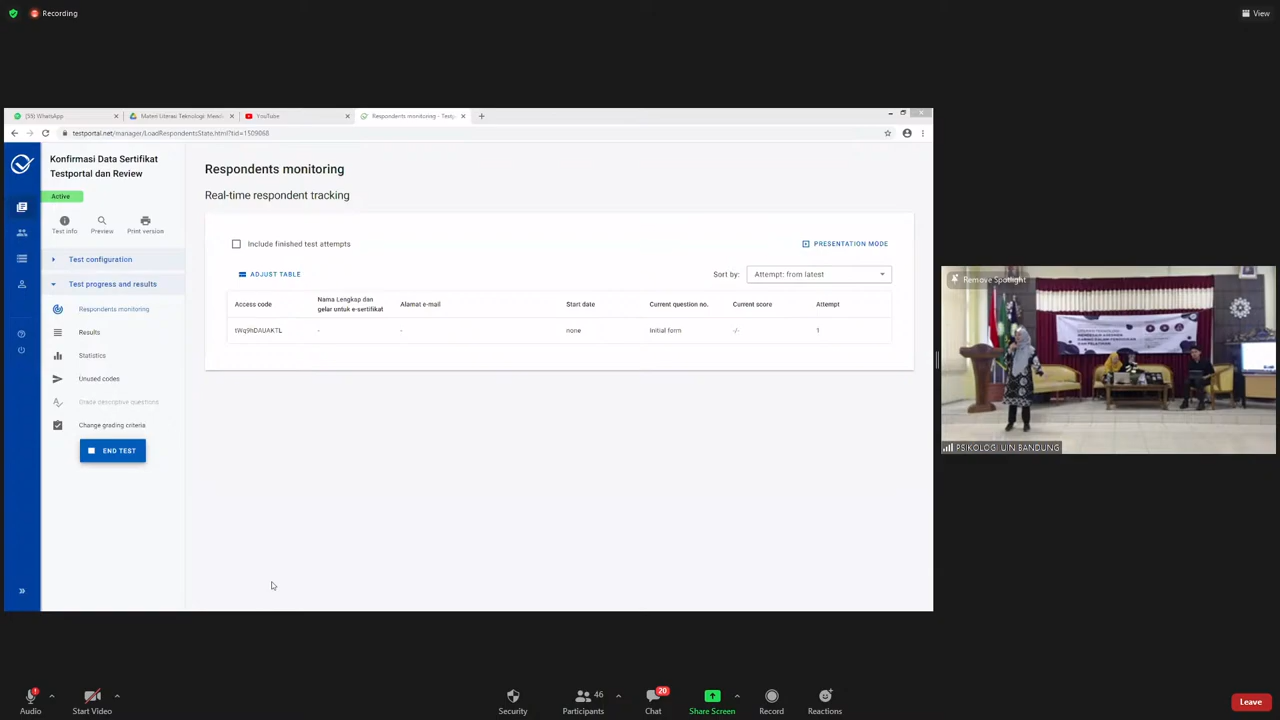 Recording
View
(55) WhatsApp
YouTube
Respondents monitoring - Testp
testportal.net/manager/LoadRespondentsState.html?tid=1509868
Konfirmasi Data Sertifikat
Testportal dan Review
Active
Test info
Preview
Print version
Test configuration
Test progress and results
Respondents monitoring
Results
Statistics
Unused codes
Grade descriptive questions
Change grading criteria
END TEST
Respondents monitoring
Real-time respondent tracking
Include finished test attempts
PRESENTATION MODE
ADJUST TABLE
Sort by:
Attempt: from latest
Access code
Nama Lengkap dan
gelar untuk e-sertifikat
Alamat e-mail
Start date
Current question no.
Current score
Attempt
tWq9hDAUAKTL
-
-
none
Initial form
-/-
1
Remove Spotlight
PSIKOLOGI UIN BANDUNG
Audio
Start Video
Security
Participants
46
Chat
20
Share Screen
Record
Reactions
Leave